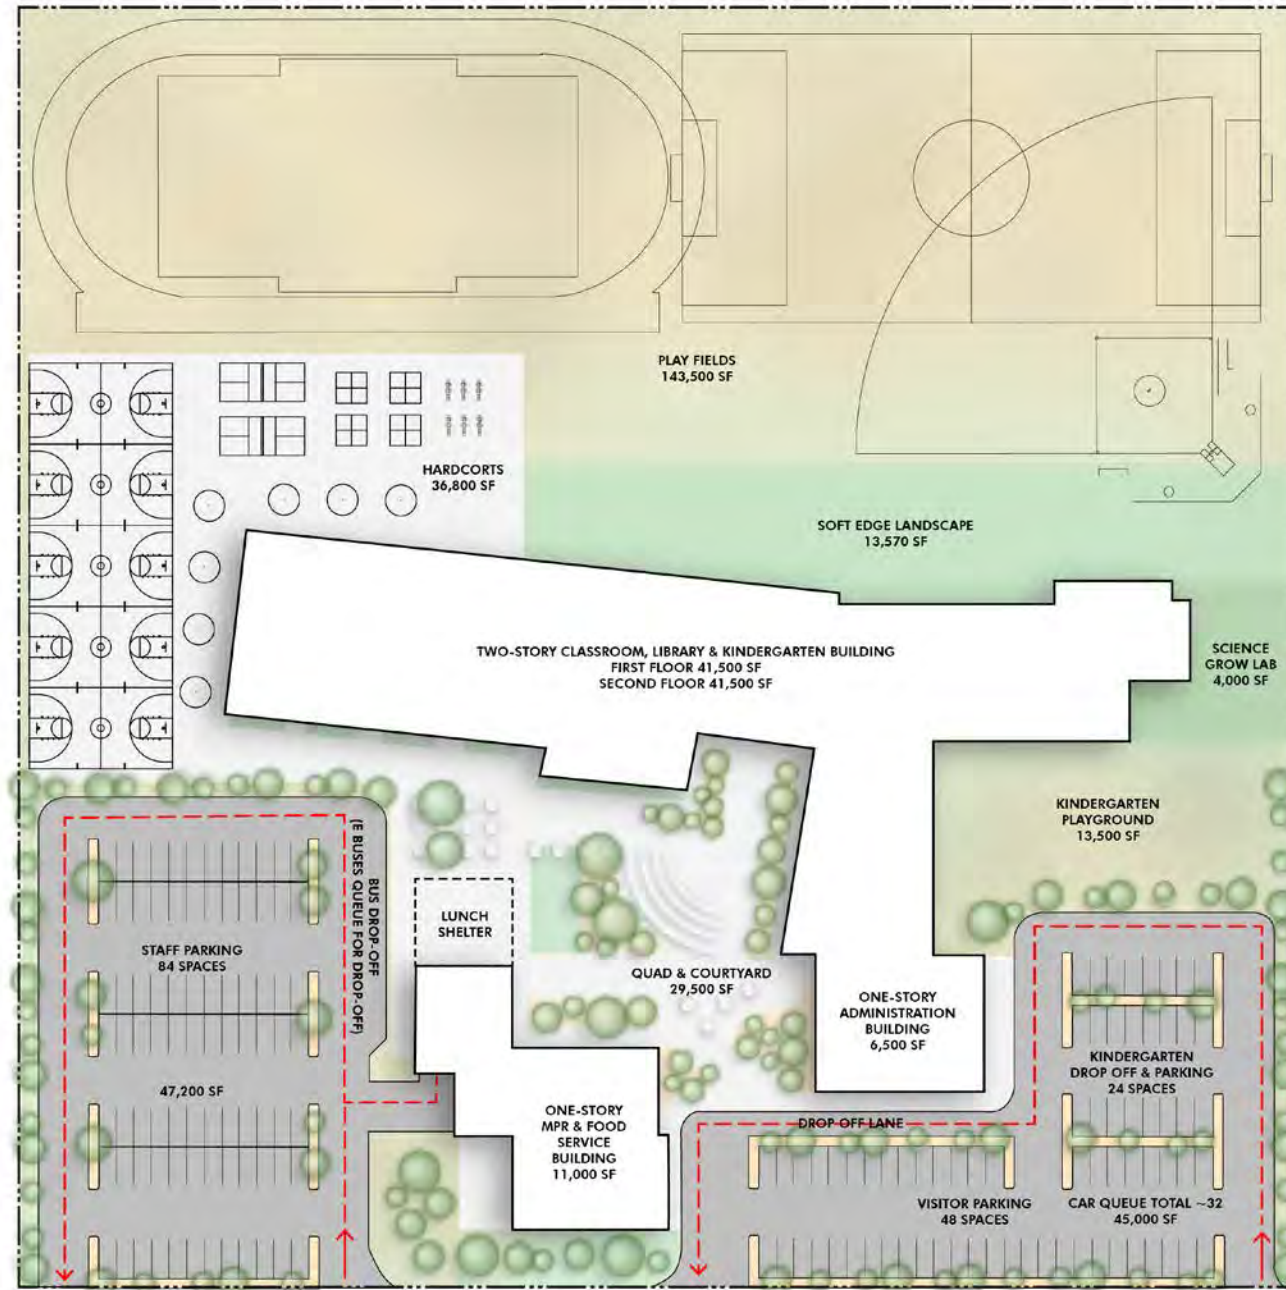 PLAY FIELDS
143,500 SF
HARDCORTS
36,800 SF
SOFT EDGE LANDSCAPE
13,570 SF
TWO-STORY CLASSROOM, LIBRARY & KINDERGARTEN BUILDING
FIRST FLOOR 41,500 SF
SECOND FLOOR 41,500 SF
SCIENCE
GROW LAB
4,000 SF
KINDERGARTEN
PLAYGROUND
13,500 SF
BUS DROP-OFF
(E BUSES QUEUE FOR DROP-OFF)
LUNCH
SHELTER
STAFF PARKING
84 SPACES
QUAD & COURTYARD
29,500 SF
ONE-STORY
ADMINISTRATION
BUILDING
6,500 SF
KINDERGARTEN
DROP OFF & PARKING
24 SPACES
47,200 SF
ONE-STORY
MPR & FOOD
SERVICE
BUILDING
11,000 SF
DROP OFF LANE
VISITOR PARKING
48 SPACES
CAR QUEUE TOTAL ~32
45,000 SF